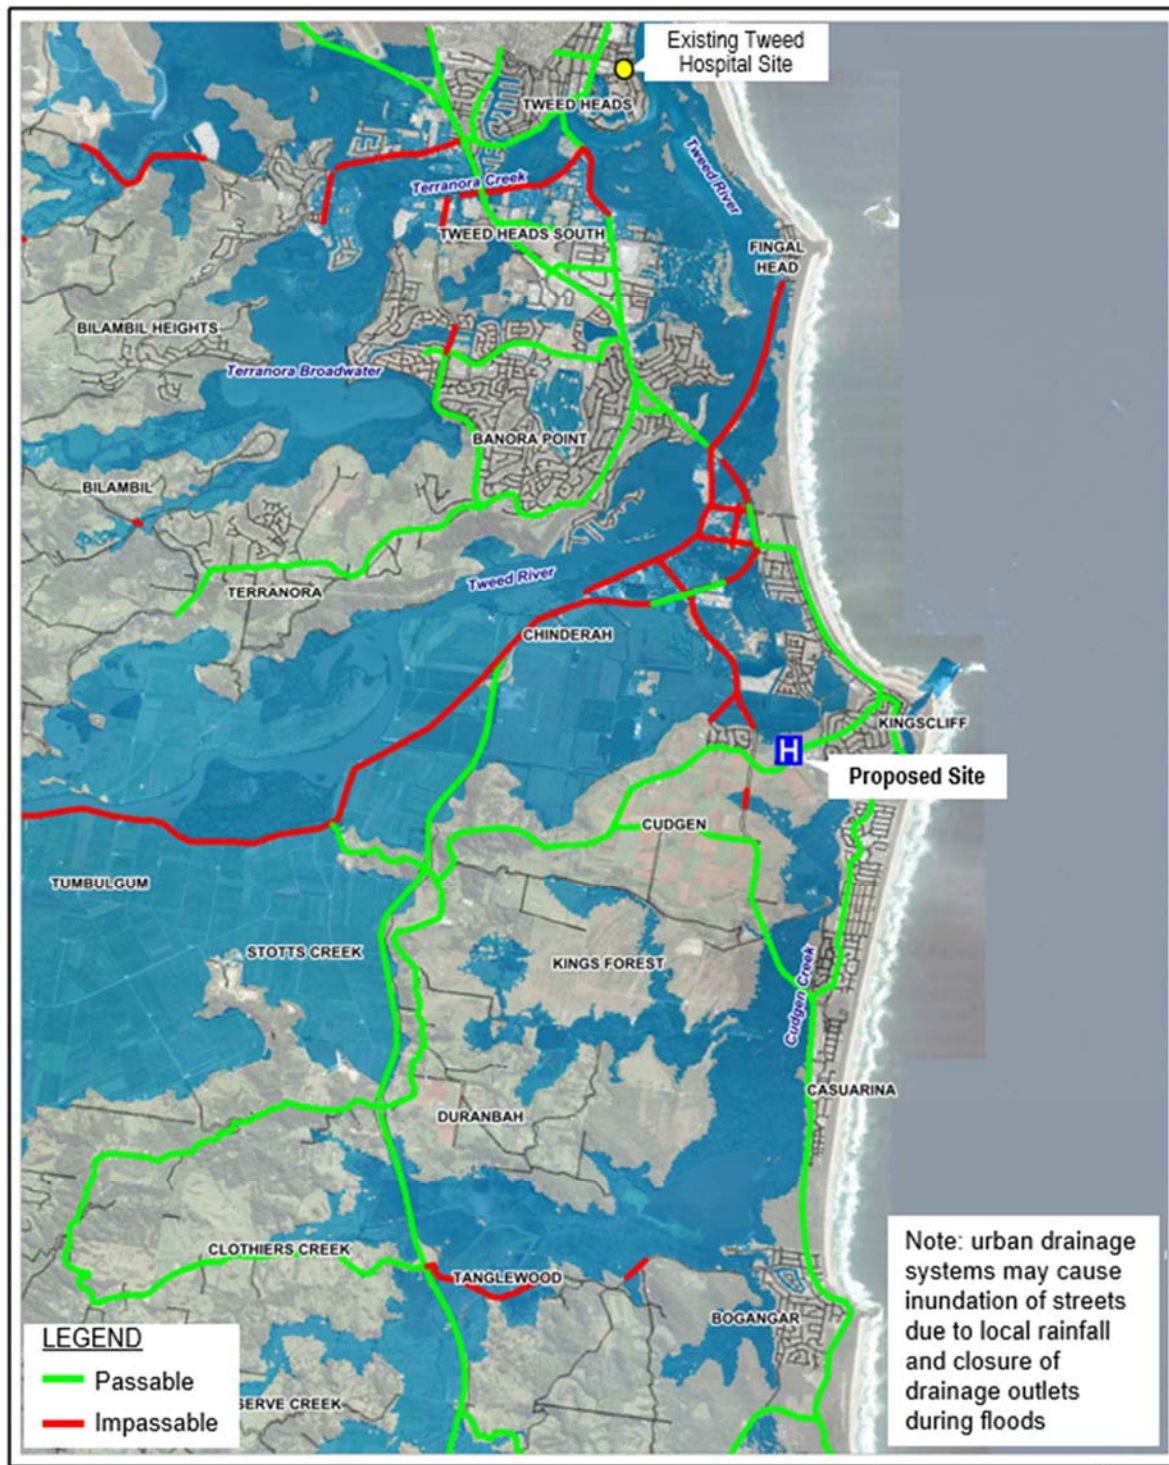 Existing Tweed
Hospital Site
TWEED HEADS
Tweed River
Terranora Creek
TWEED HEADS SOUTH
FINGAL
HEAD
BILAMBIL HEIGHTS
Terranora Broadwater
BANORA POINT
BILAMBIL
Tweed River
TERRANORA
CHINDERAH
KINGSCLIFF
H
Proposed Site
CUDGEN
TUMBULGUM
STOTTS CREEK
KINGS FOREST
Cudgen Creek
CASUARINA
DURANBAH
CLOTHIERS CREEK
TANGLEWOOD
BOGANGAR
Note: urban drainage
systems may cause
inundation of streets
due to local rainfall
and closure of
drainage outlets
during floods
LEGEND
Passable
Impassable
SERVE CREEK